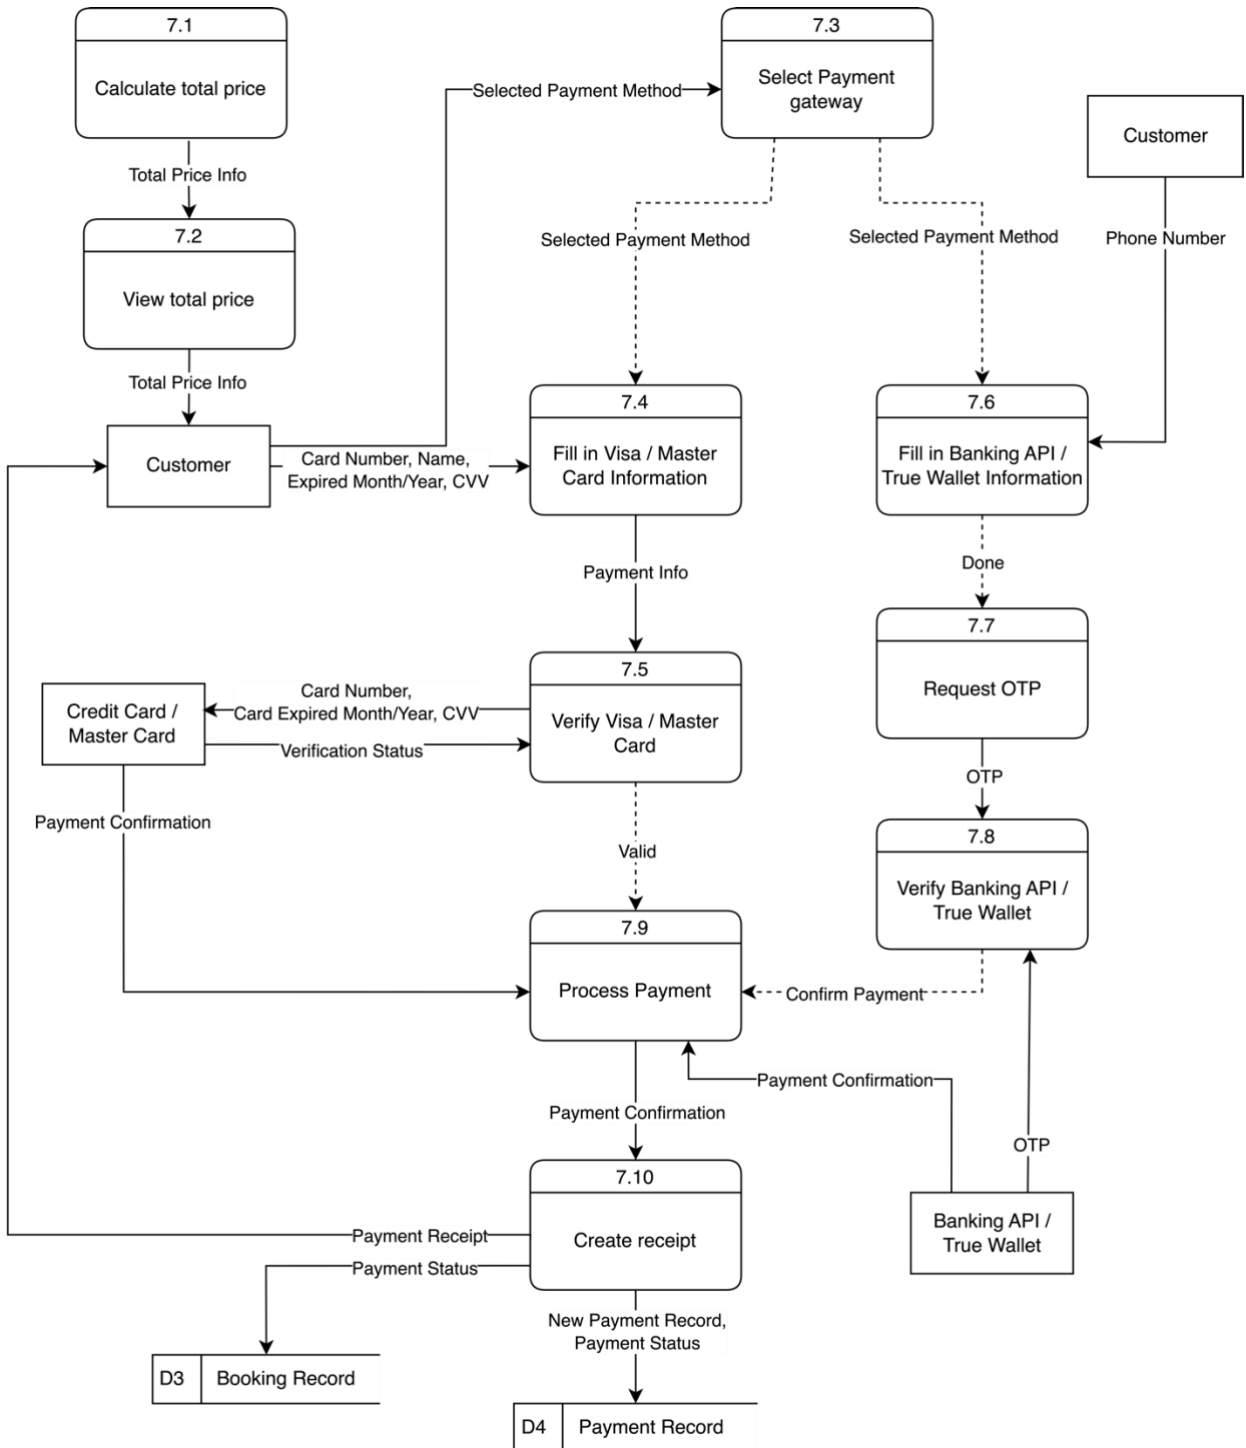 7.1
Calculate total price
Total Price Info
7.2
View total price
Total Price Info
Customer
Selected Payment Method
7.3
Select Payment
gateway
Selected Payment Method
Selected Payment Method
Customer
Phone Number
Card Number, Name,
Expired Month/Year, CVV
7.4
Fill in Visa / Master
Card Information
7.6
Fill in Banking API /
True Wallet Information
Payment Info
Done
7.7
Request OTP
7.5
Verify Visa / Master
Card
Card Number,
Card Expired Month/Year, CVV
Credit Card /
Master Card
Verification Status
Payment Confirmation
OTP
7.8
Verify Banking API /
True Wallet
Valid
7.9
Process Payment
Confirm Payment
Payment Confirmation
Payment Confirmation
OTP
Banking API /
True Wallet
7.10
Create receipt
Payment Receipt
Payment Status
New Payment Record,
Payment Status
D3
Booking Record
D4
Payment Record